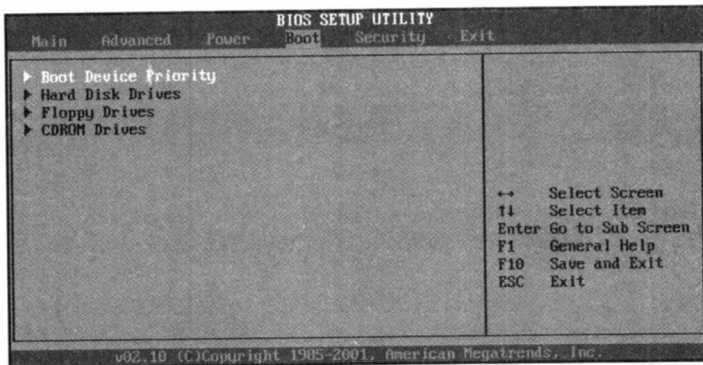 BIOS SETUP UTILITY
Main Advanced Power Boot Security Exit
▶ Boot Device Priority
▶ Hard Disk Drives
▶ Floppy Drives
▶ CDROM Drives
↔ Select Screen
↑↓ Select Item
Enter Go to Sub Screen
F1 General Help
F10 Save and Exit
ESC Exit
v02.10 (C)Copyright 1985-2001, American Megatrends, Inc.